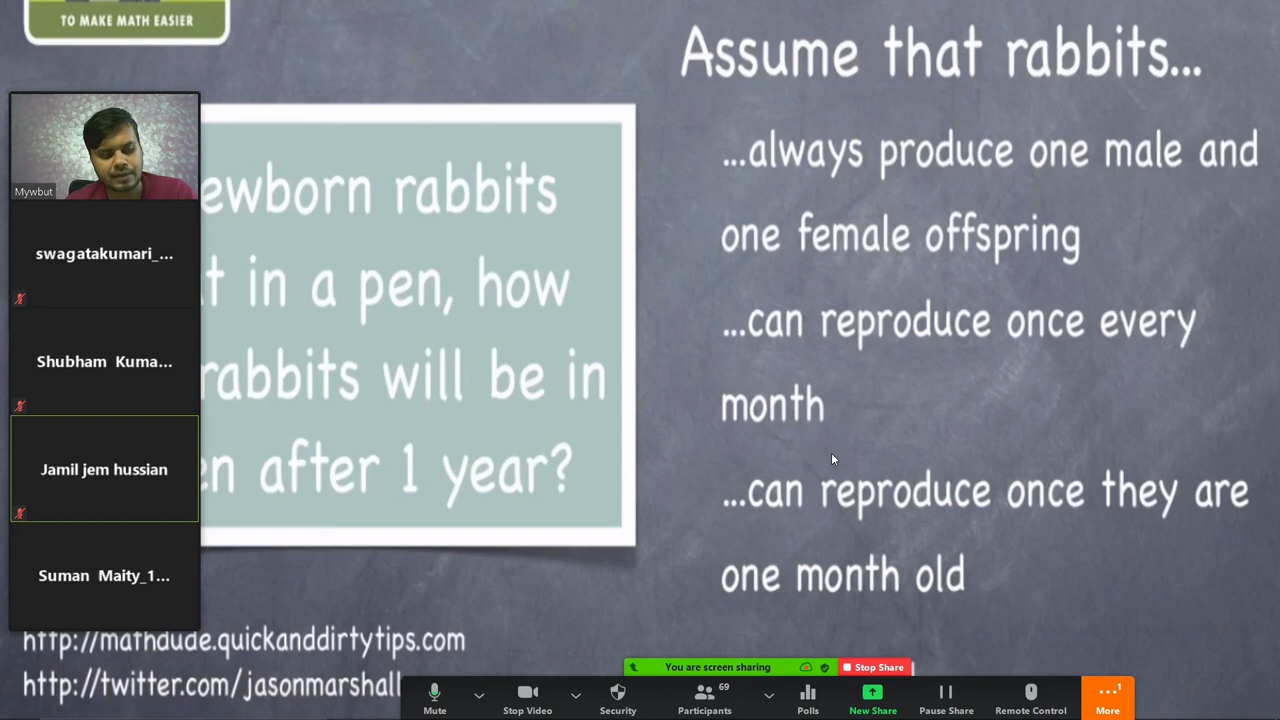 TO MAKE MATH EASIER
Assume that rabbits...
...always produce one male and
one female offspring
...can reproduce once every
month
...can reproduce once they are
one month old
ewborn rabbits
t in a pen, how
rabbits will be in
en after 1 year?
Mywbut
swagatakumari_...
Shubham Kuma...
Jamil jem hussian
Suman Maity_1...
http://mathdude.quickanddirtytips.com
http://twitter.com/jasonmarshall
You are screen sharing
Stop Share
Mute
Stop Video
Security
69
Participants
Polls
New Share
Pause Share
Remote Control
1
More